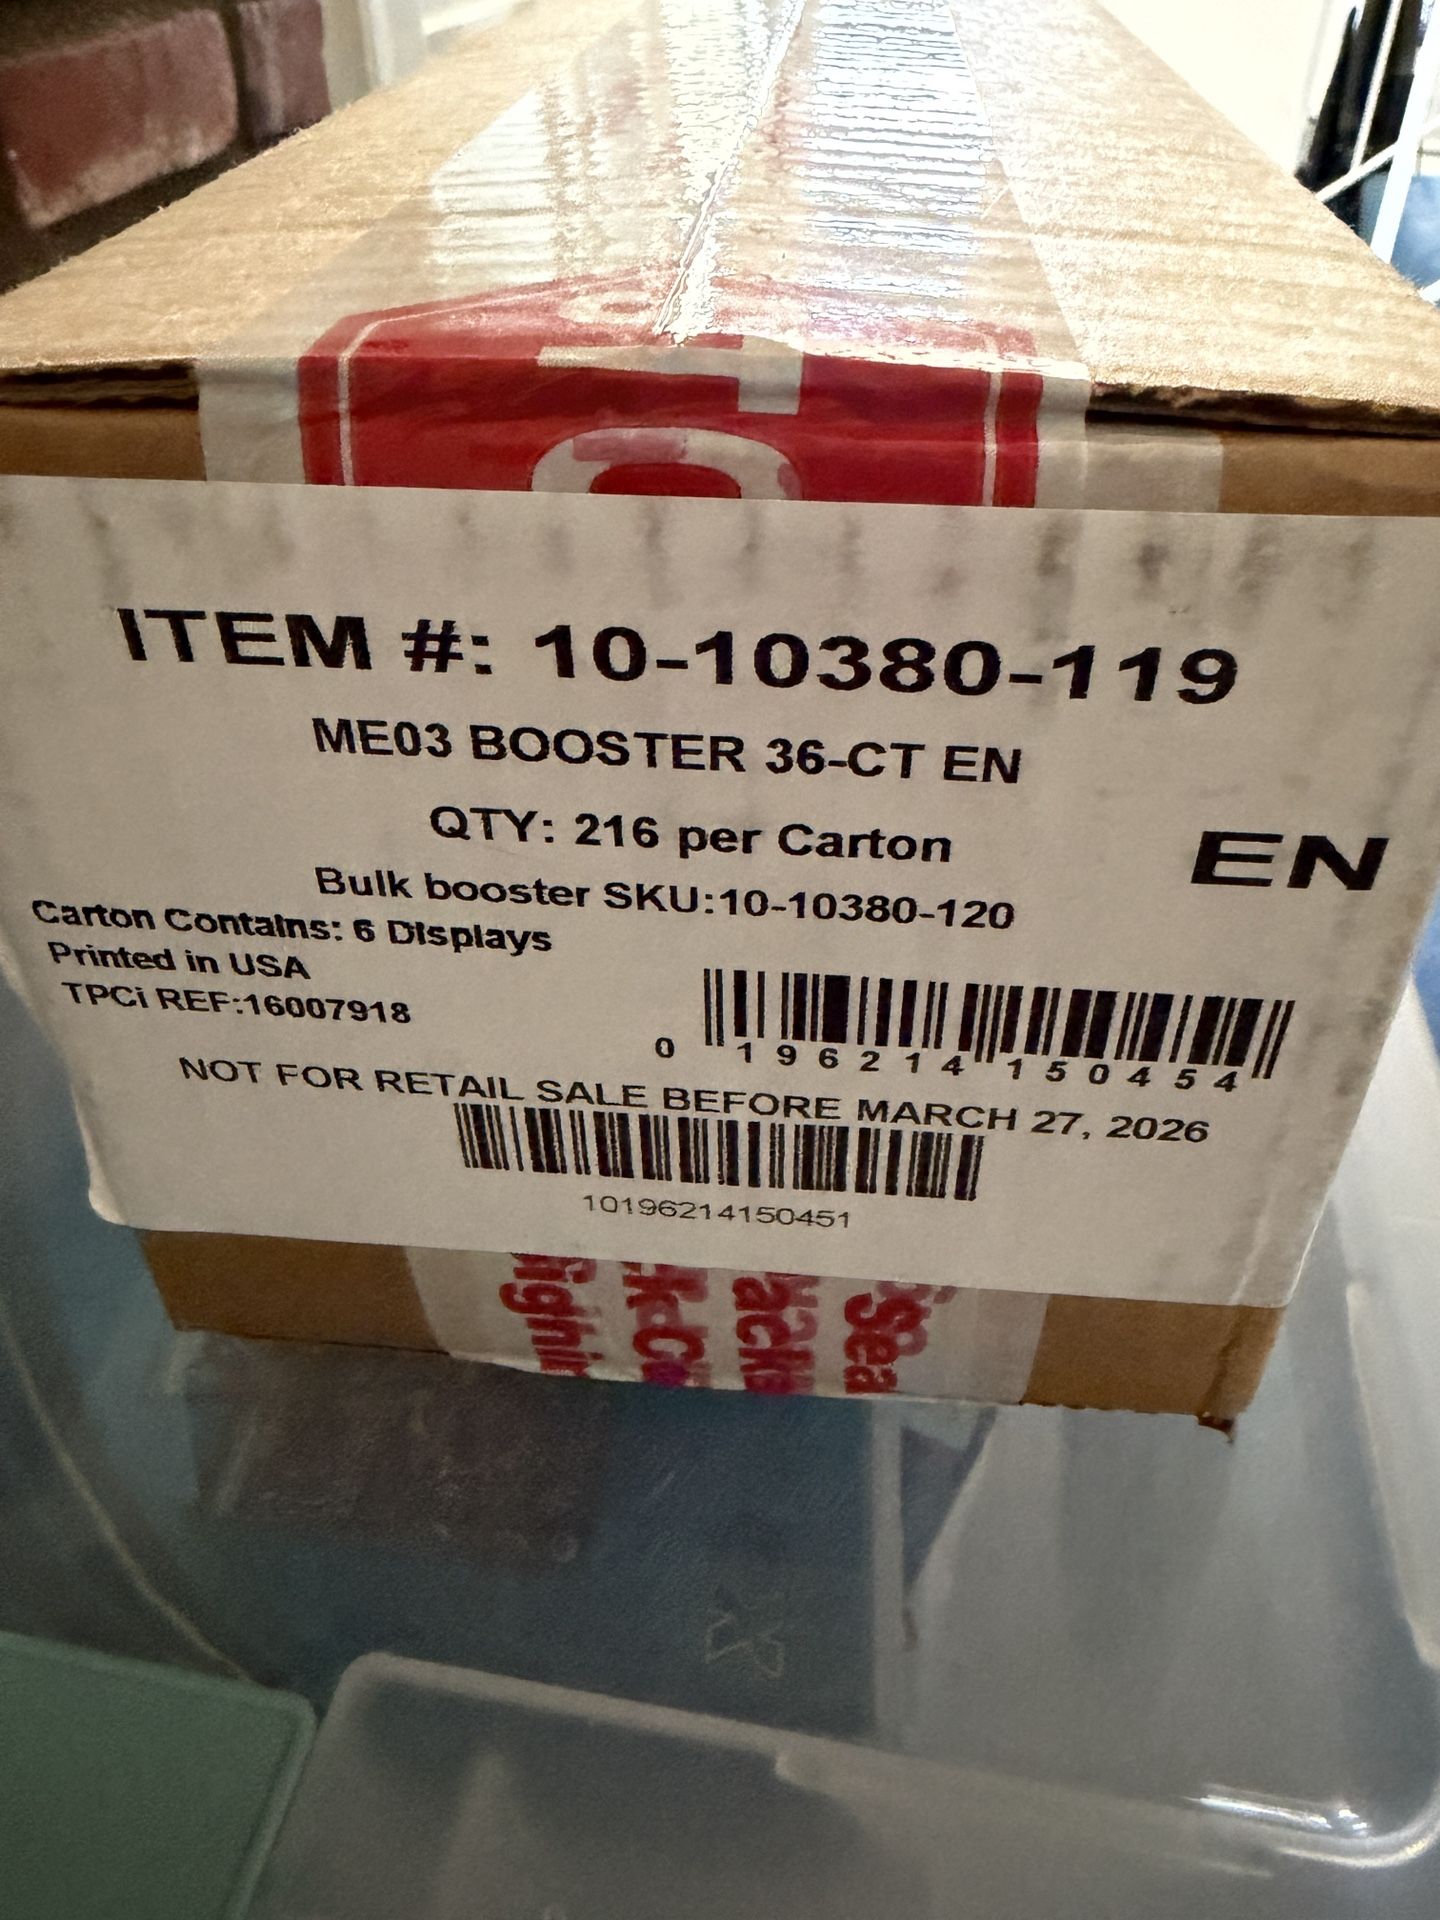 ITEM #: 10-10380-119
ME03 BOOSTER 36-CT EN
QTY: 216 per Carton
EN
Bulk booster SKU:10-10380-120
Carton Contains: 6 Displays
Printed in USA
TPCi REF:16007918
0 196214 150454
NOT FOR RETAIL SALE BEFORE MARCH 27, 2026
10196214150451